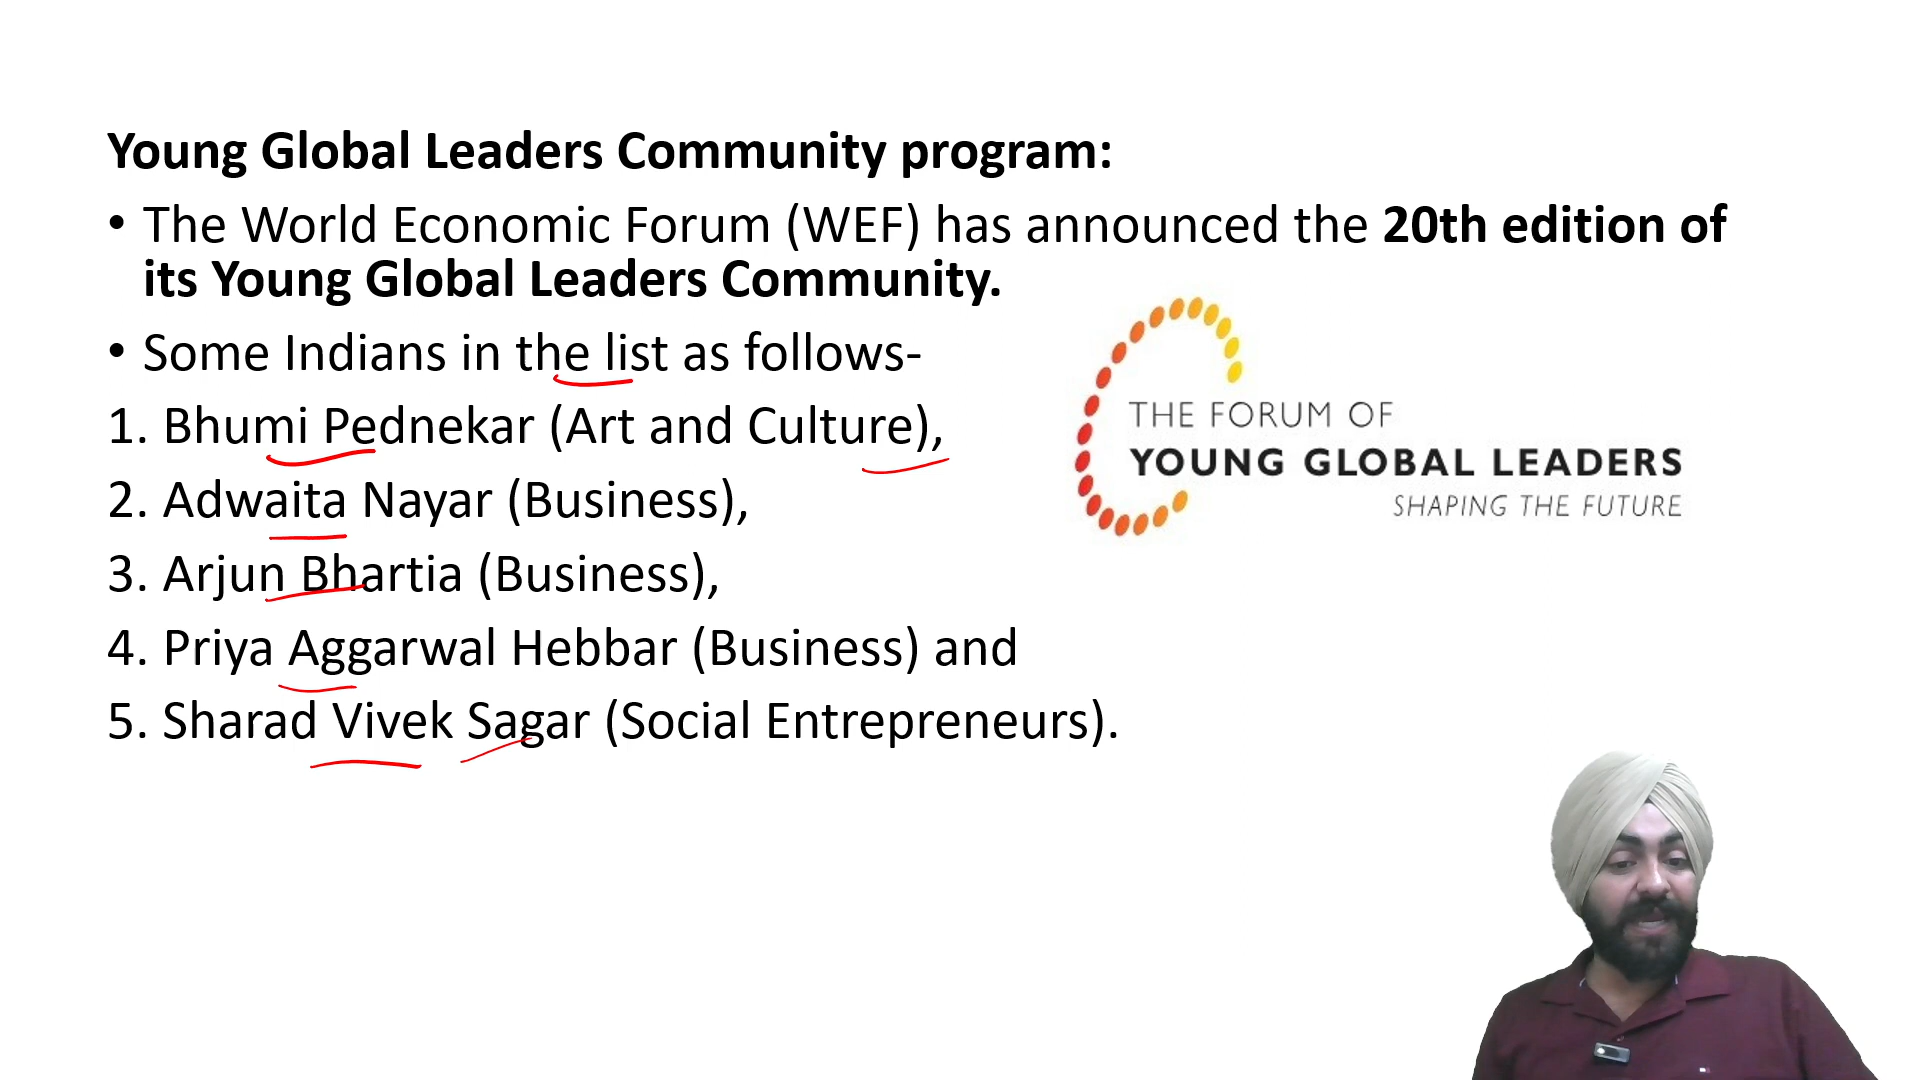 Young Global Leaders Community program:
• The World Economic Forum (WEF) has announced the 20th edition of
its Young Global Leaders Community.
• Some Indians in the list as follows-
1. Bhumi Pednekar (Art and Culture),
2. Adwaita Nayar (Business),
3. Arjun Bhartia (Business),
4. Priya Aggarwal Hebbar (Business) and
5. Sharad Vivek Sagar (Social Entrepreneurs).
THE FORUM OF
YOUNG GLOBAL LEADERS
SHAPING THE FUTURE